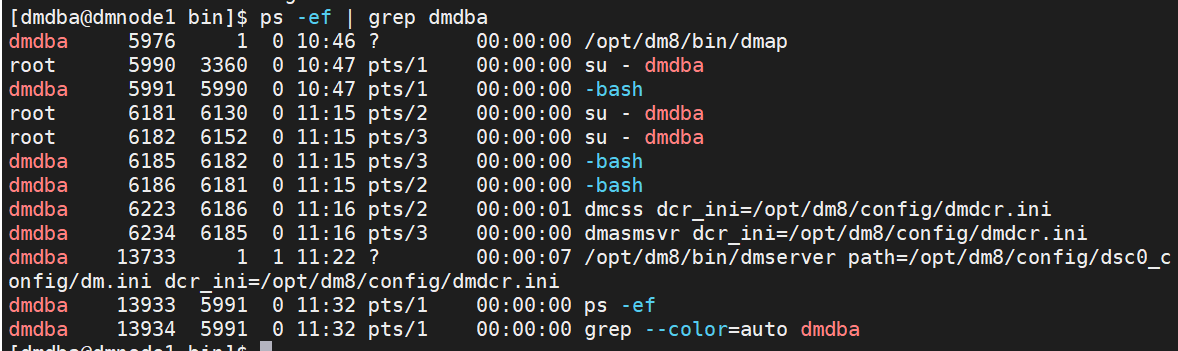 [dmdba@dmnode1 bin]$ ps -ef | grep dmdba
dmdba     5976     1  0 10:46 ?        00:00:00 /opt/dm8/bin/dmap
root      5990  3360  0 10:47 pts/1    00:00:00 su - dmdba
dmdba     5991  5990  0 10:47 pts/1    00:00:00 -bash
root      6181  6130  0 11:15 pts/2    00:00:00 su - dmdba
root      6182  6152  0 11:15 pts/3    00:00:00 su - dmdba
dmdba     6185  6182  0 11:15 pts/3    00:00:00 -bash
dmdba     6186  6181  0 11:15 pts/2    00:00:00 -bash
dmdba     6223  6186  0 11:16 pts/2    00:00:01 dmcss dcr_ini=/opt/dm8/config/dmdcr.ini
dmdba     6234  6185  0 11:16 pts/3    00:00:00 dmasmsvr dcr_ini=/opt/dm8/config/dmdcr.ini
dmdba    13733     1  1 11:22 ?        00:00:07 /opt/dm8/bin/dmserver path=/opt/dm8/config/dsc0_c
onfig/dm.ini dcr_ini=/opt/dm8/config/dmdcr.ini
dmdba    13933  5991  0 11:32 pts/1    00:00:00 ps -ef
dmdba    13934  5991  0 11:32 pts/1    00:00:00 grep --color=auto dmdba
[dmdba@dmnode1 bin]$